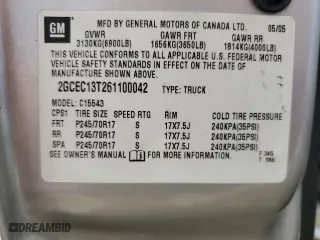 GM
MFD BY GENERAL MOTORS OF CANADA LTD. 05/05
GVWR GAWR FRT GAWR RR
3130KG(6900LB) 1656KG(3650LB) 1814KG(4000LB)
THIS VEHICLE CONFORMS TO ALL APPLICABLE U.S. FEDERAL MOTOR
VEHICLE SAFETY STANDARDS IN EFFECT ON THE DATE OF
MANUFACTURE SHOWN ABOVE.
2GCEC13T261100042 TYPE: TRUCK
MODEL: C15543
CPS1 TIRE SIZE SPEED RTG RIM COLD TIRE PRESSURE
FRT P245/70R17 S 17X7.5J 240KPA(35PSI)
RR P245/70R17 S 17X7.5J 240KPA(35PSI)
SPA P245/70R17 S 17X7.5J 240KPA(35PSI)
SEE OWNER'S MANUAL FOR MORE INFORMATION.